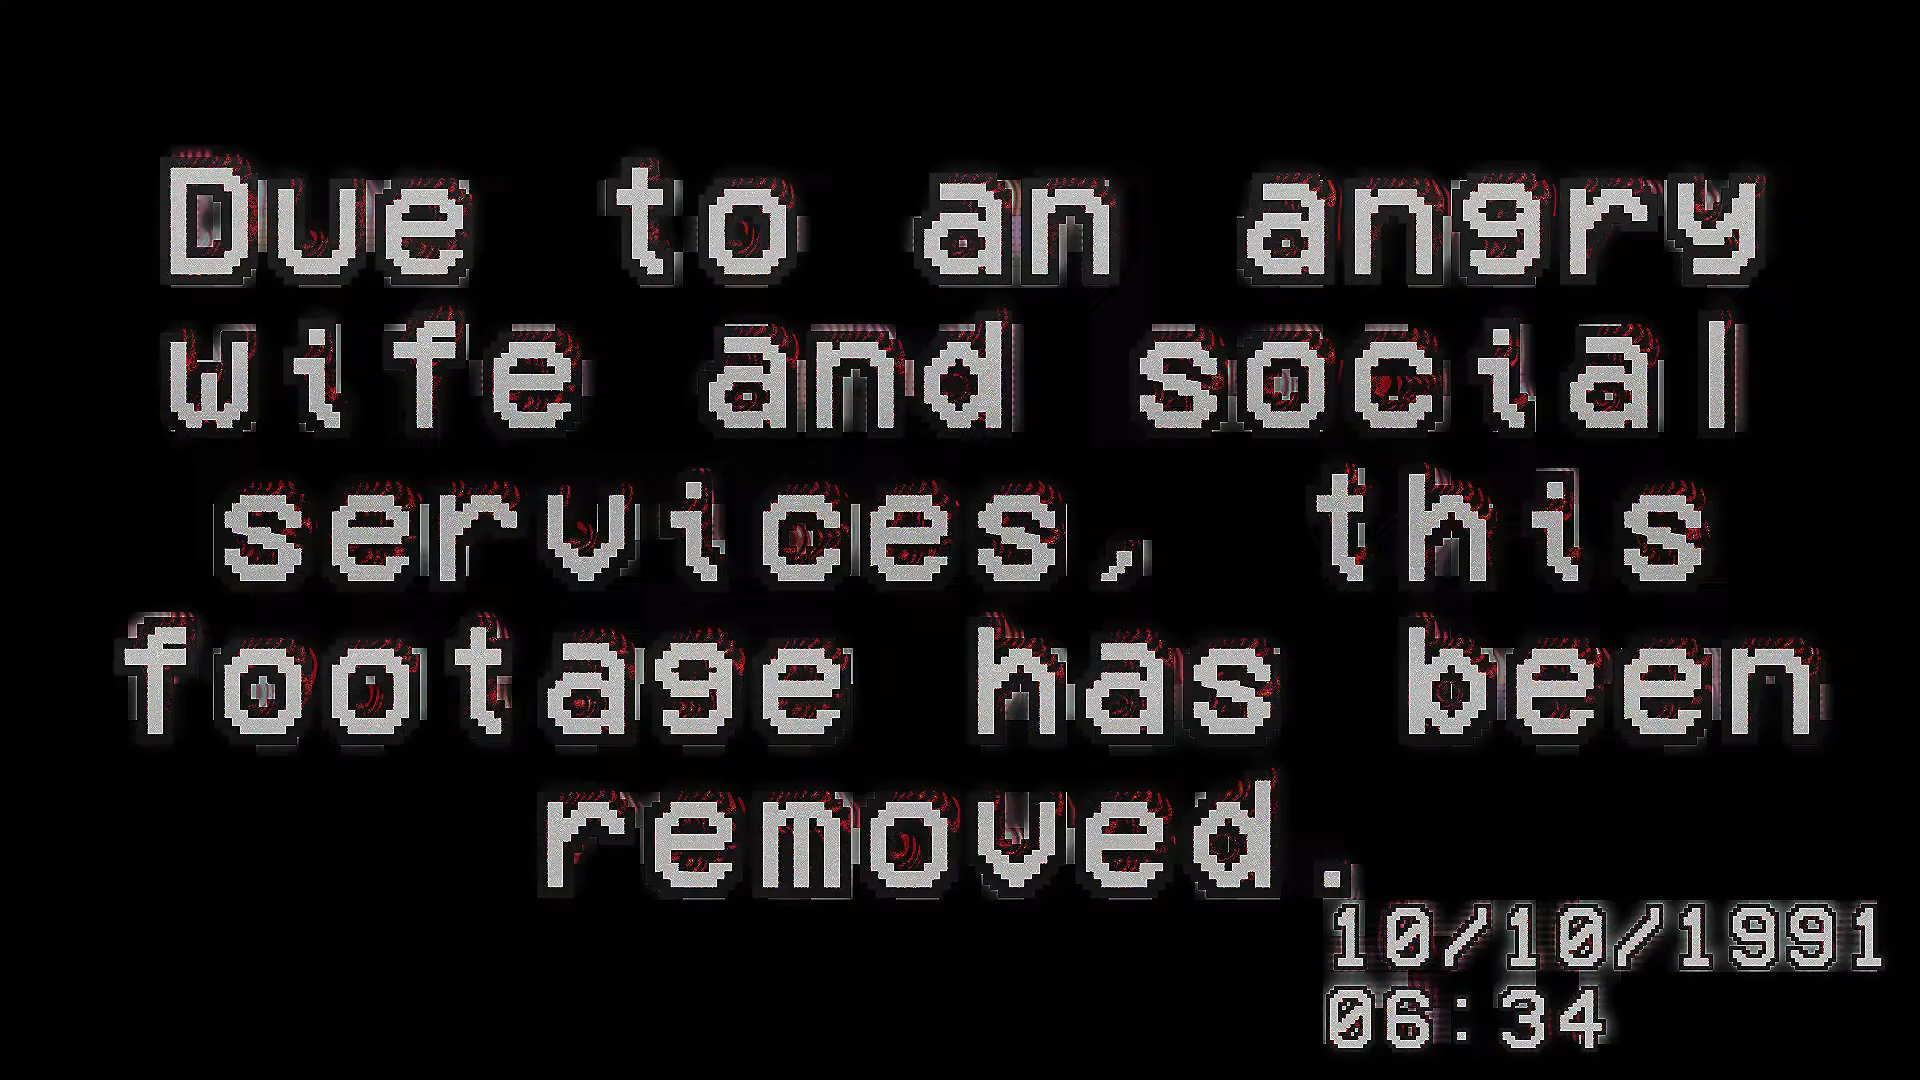 Due to an angry
wife and social
services, this
footage has been
removed.
10/10/1991
06:34